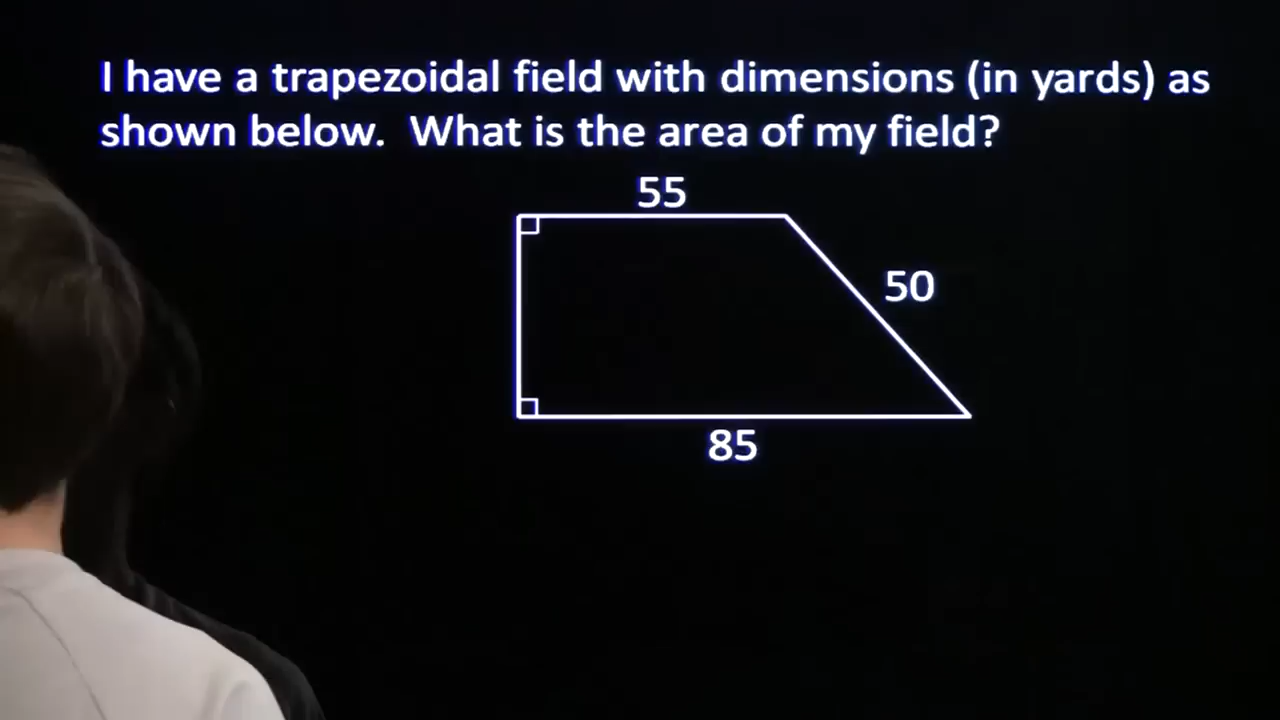 I have a trapezoidal field with dimensions (in yards) as
shown below. What is the area of my field?
55
50
85